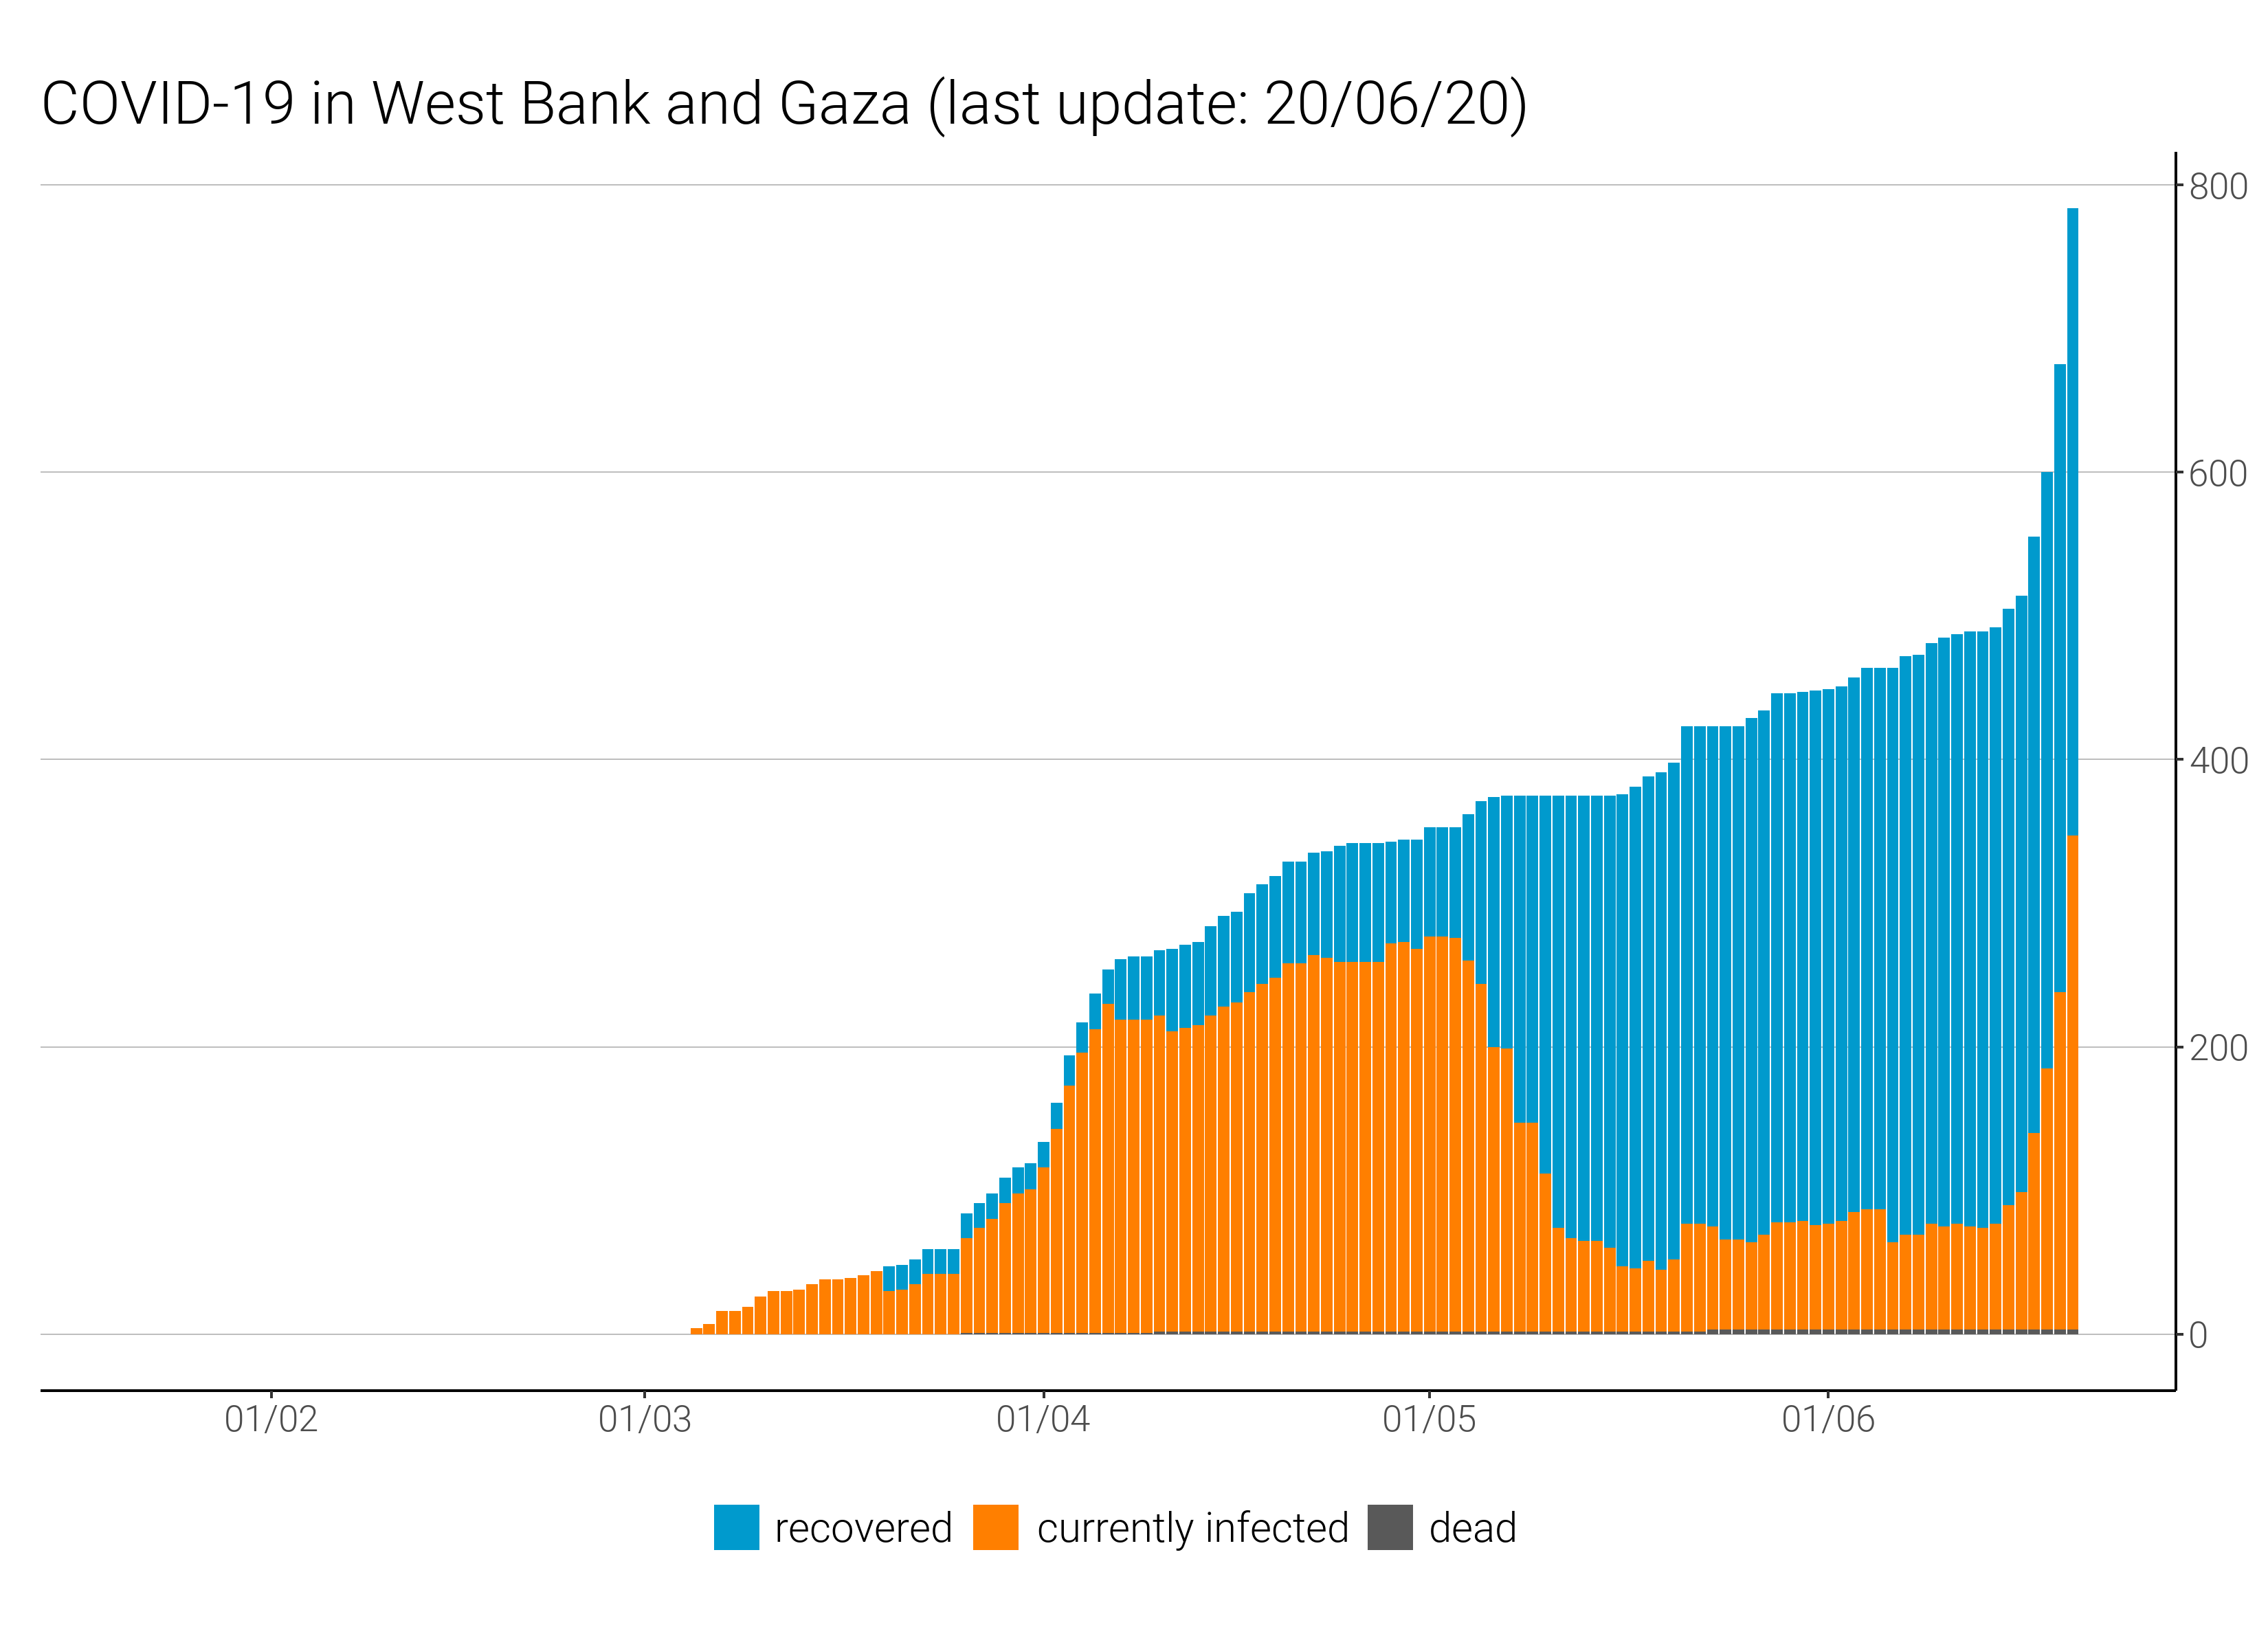 COVID-19 in West Bank and Gaza (last update: 20/06/20)
800
600
400
200
0
01/02 01/03 01/04 01/05 01/06
recovered currently infected dead